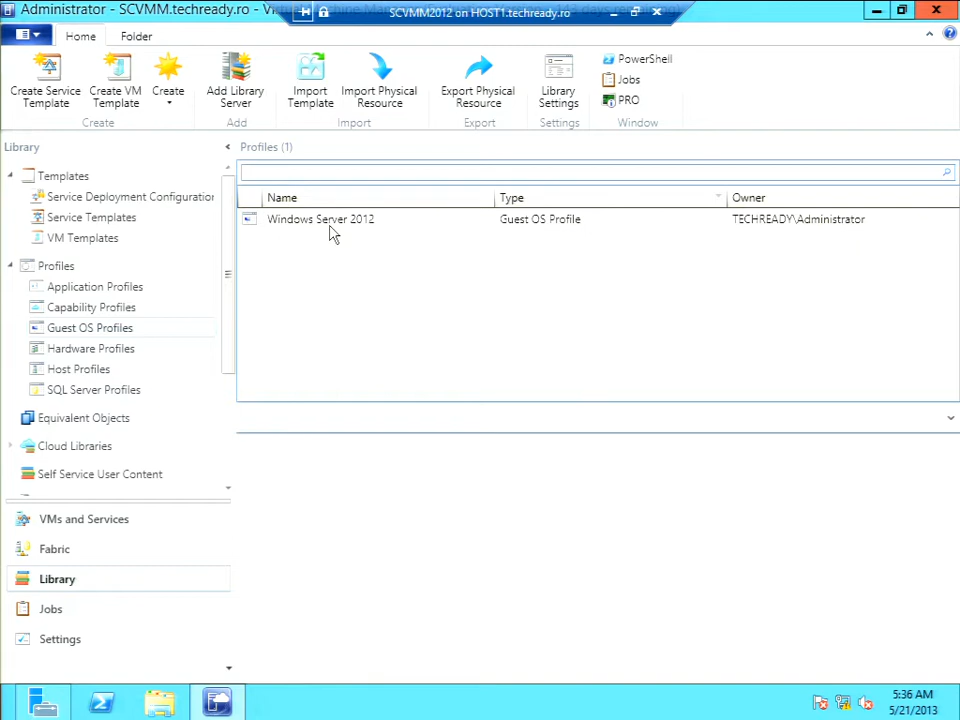 Administrator - SCVMM.techready.ro - Vi
SCVMM2012 on HOST1.techready.ro
Home
Folder
Create Service Template
Create VM Template
Create
Add Library Server
Import Template
Import Physical Resource
Export Physical Resource
Library Settings
PowerShell
Jobs
PRO
Create
Add
Import
Export
Settings
Window
Library
Profiles (1)
Templates
Service Deployment Configuration
Service Templates
VM Templates
Profiles
Application Profiles
Capability Profiles
Guest OS Profiles
Hardware Profiles
Host Profiles
SQL Server Profiles
Equivalent Objects
Cloud Libraries
Self Service User Content
Name
Type
Owner
Windows Server 2012
Guest OS Profile
TECHREADY\Administrator
VMs and Services
Fabric
Library
Jobs
Settings
5:36 AM
5/21/2013